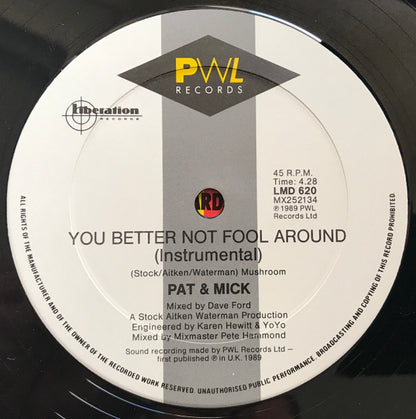 PWL
RECORDS
Liberation
RECORDS
45 R.P.M.
Time: 4.28
LMD 620
MX252134
℗ 1989 PWL
Records Ltd
LRD
YOU BETTER NOT FOOL AROUND
(Instrumental)
(Stock/Aitken/Waterman) Mushroom
PAT & MICK
Mixed by Dave Ford
A Stock Aitken Waterman Production
Engineered by Karen Hewitt & YoYo
Mixed by Mixmaster Pete Hammond
Sound recording made by PWL Records Ltd —
first published ℗ in U.K. 1989
ALL RIGHTS OF THE MANUFACTURER AND OF THE OWNER OF THE RECORDED WORK RESERVED. UNAUTHORISED PUBLIC PERFORMANCE, BROADCASTING AND COPYING OF THIS RECORD PROHIBITED.